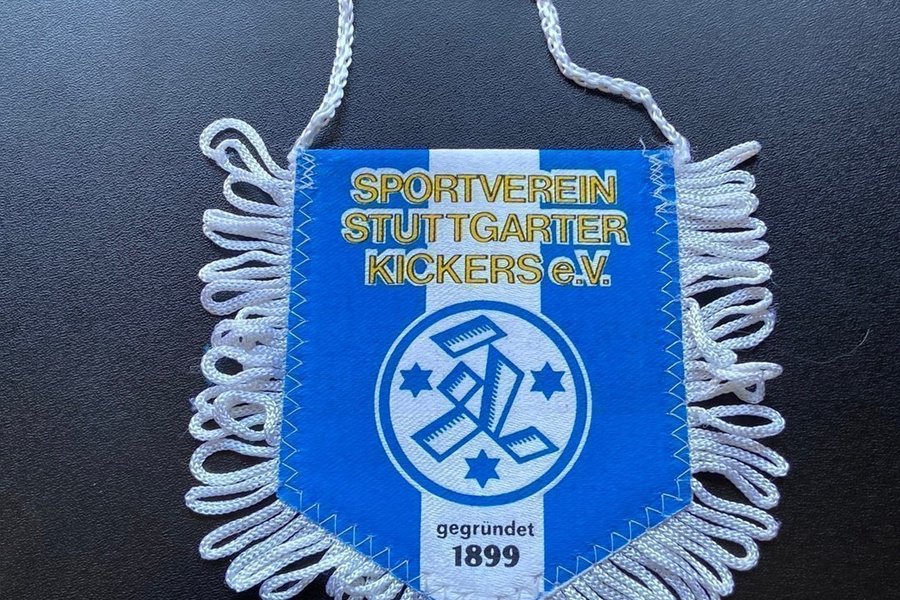 SPORTVEREIN
STUTTGARTER
KICKERS e.V.
gegründet
1899